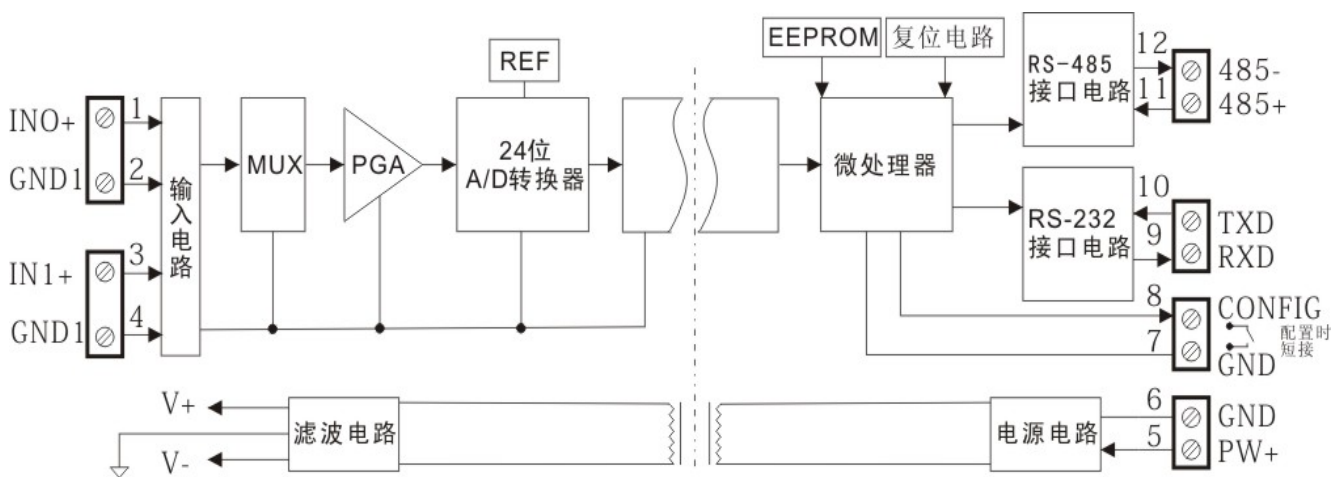 INO+
1
GND1
2
IN1+
3
GND1
4
输入电路
MUX
PGA
REF
24位
A/D转换器
EEPROM
复位电路
微处理器
RS-485
接口电路
12
485-
11
485+
RS-232
接口电路
10
TXD
9
RXD
8
CONFIG
配置时
短接
7
GND
V+
滤波电路
V-
电源电路
6
GND
5
PW+